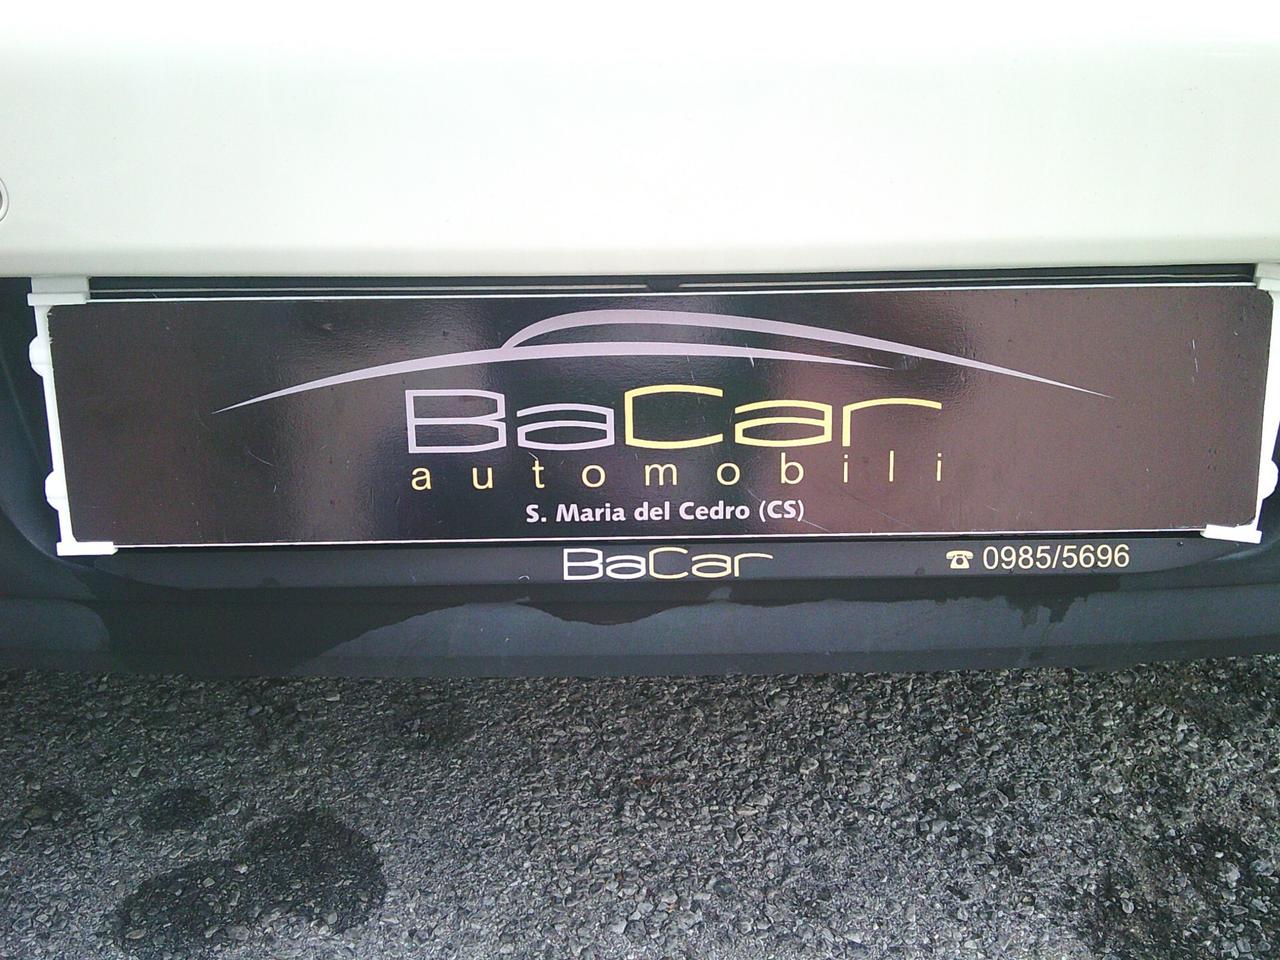 BaCar
automobili
S. Maria del Cedro (CS)
BaCar ☎ 0985/5696